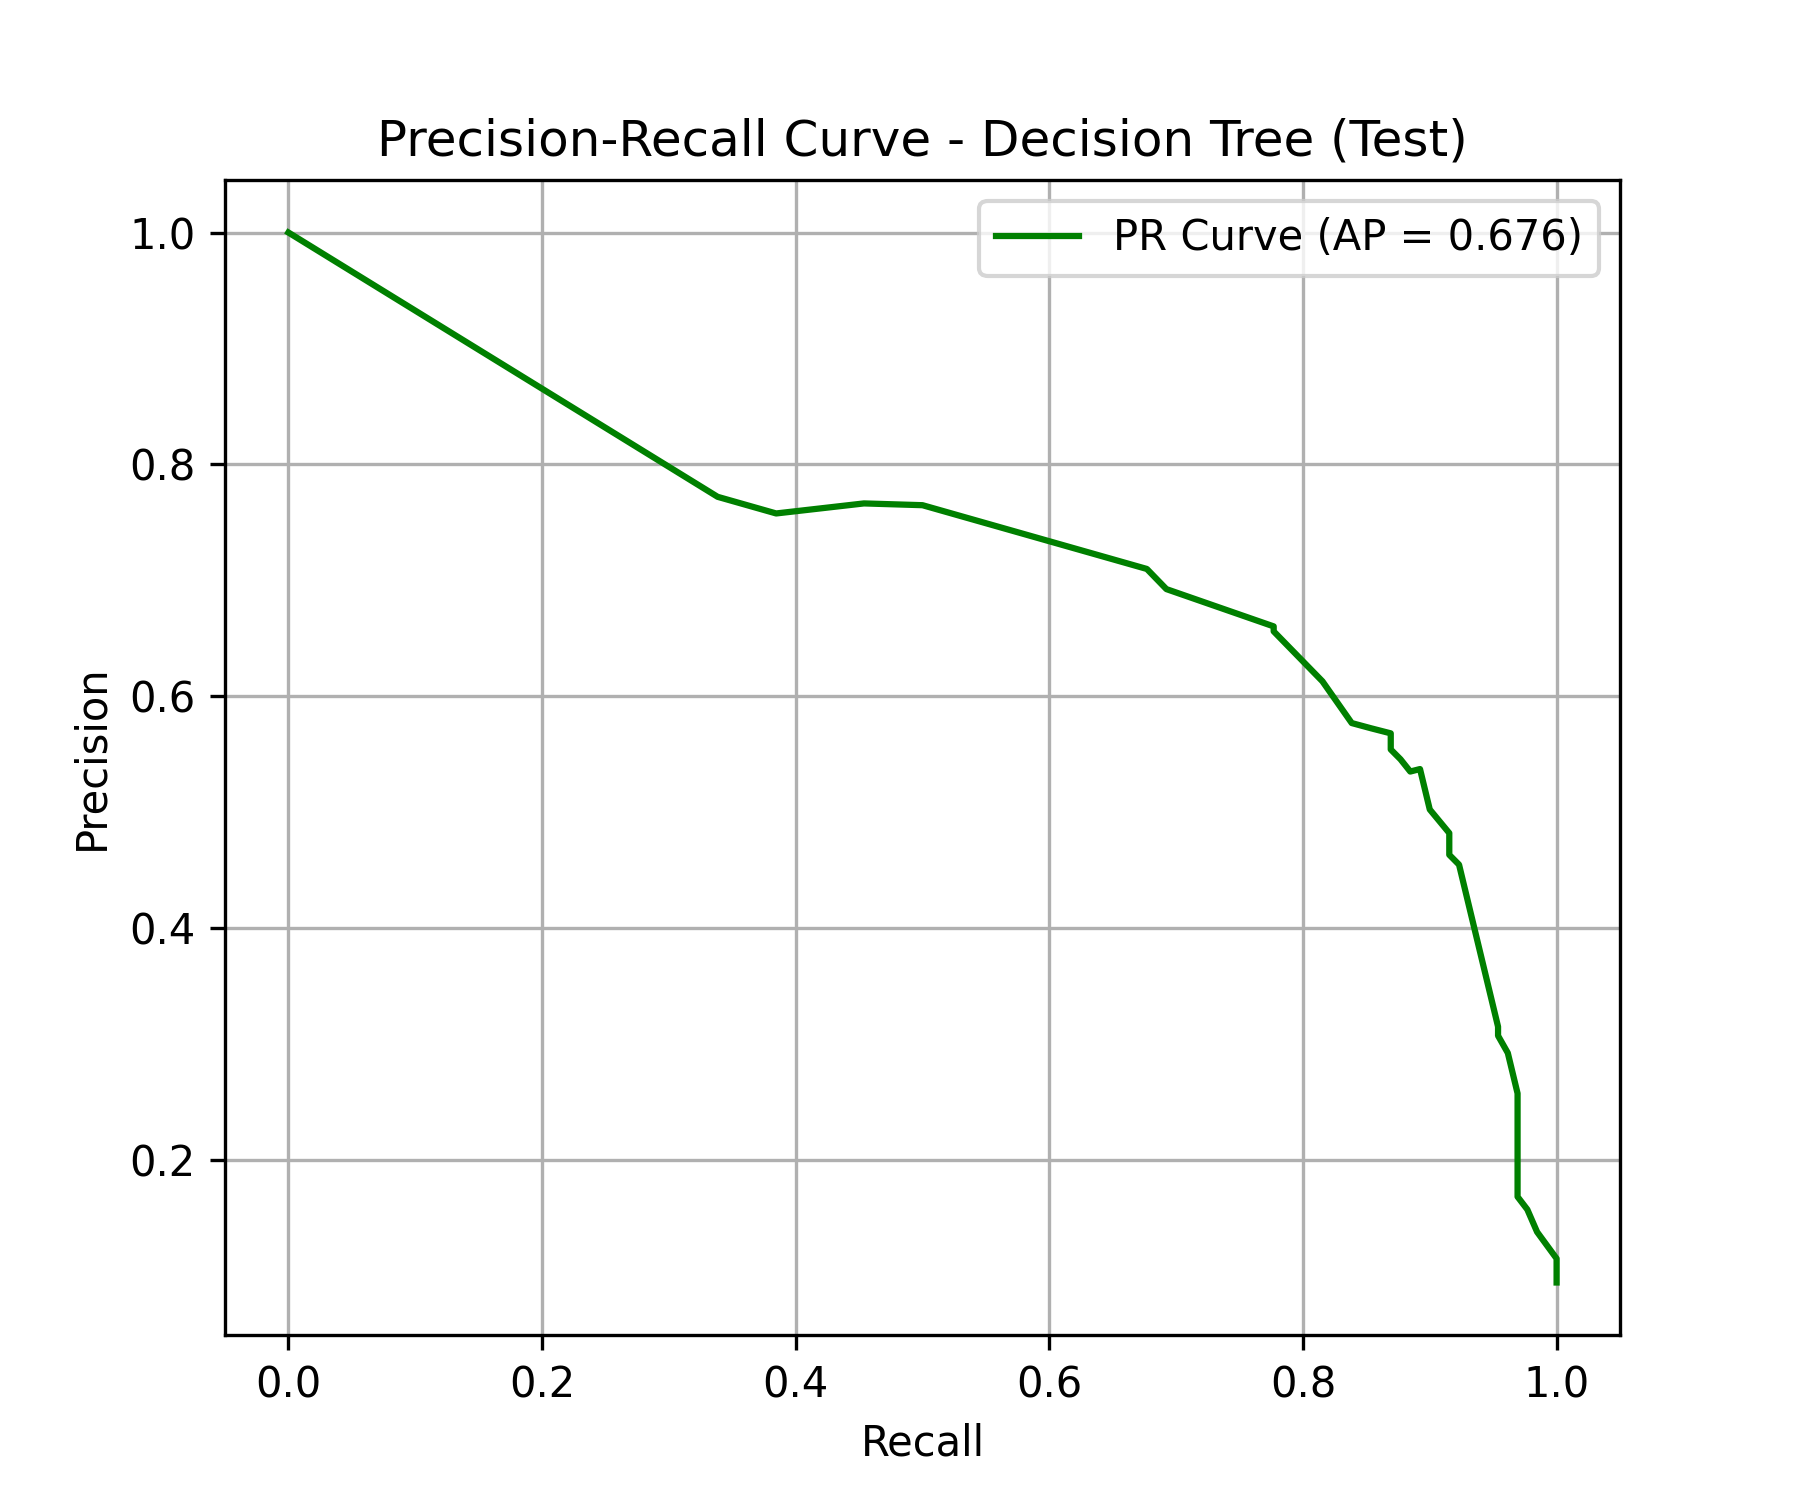 Precision-Recall Curve - Decision Tree (Test)
PR Curve (AP = 0.676)
1.0
0.8
0.6
0.4
0.2
Precision
0.0 0.2 0.4 0.6 0.8 1.0
Recall